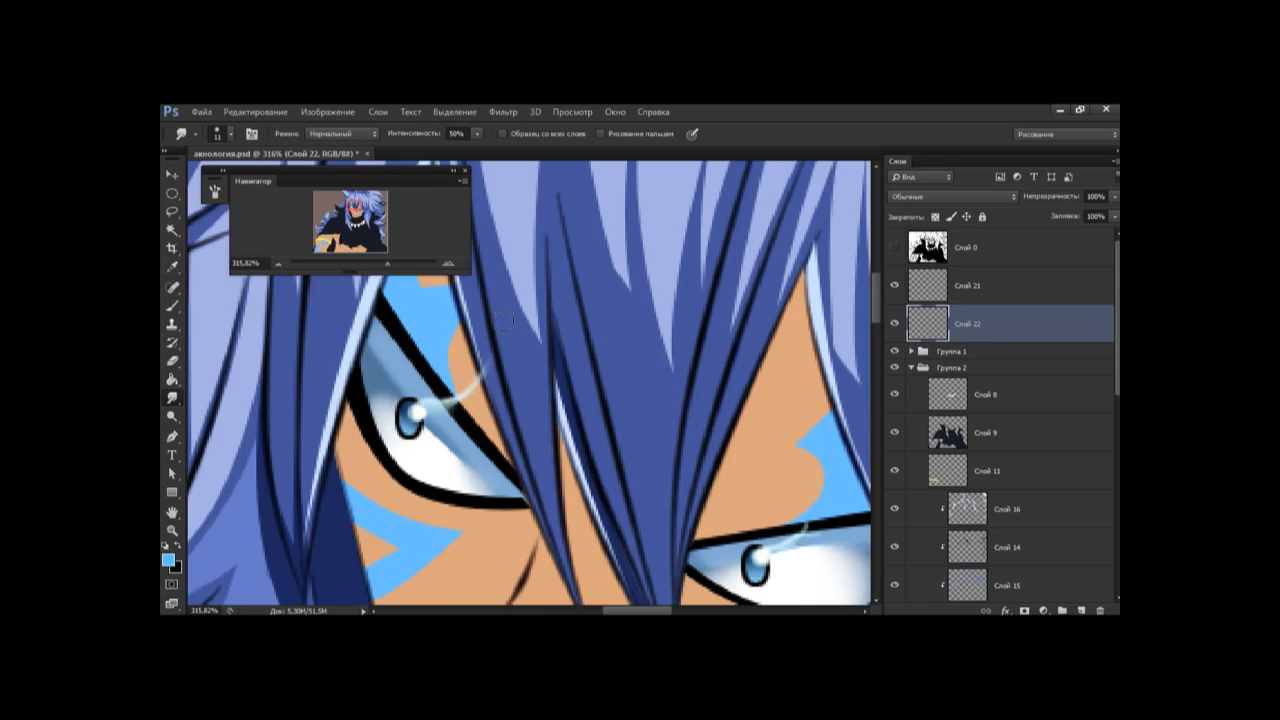 Ps Файл Редактирование Изображение Слои Текст Выделение Фильтр 3D Просмотр Окно Справка
11 Режим: Нормальный Интенсивность: 50% Образец со всех слоев Рисование пальцем Рисование
акнология.psd @ 316% (Слой 22, RGB/8#) * ×
Навигатор
315,82%
Слои
Вид
Обычные Непрозрачность: 100%
Закрепить: Заливка: 100%
Слой 0
Слой 21
Слой 22
Группа 1
Группа 2
Слой 8
Слой 9
Слой 11
Слой 16
Слой 14
Слой 15
315,82% Док: 5,30M/51,5M
fx